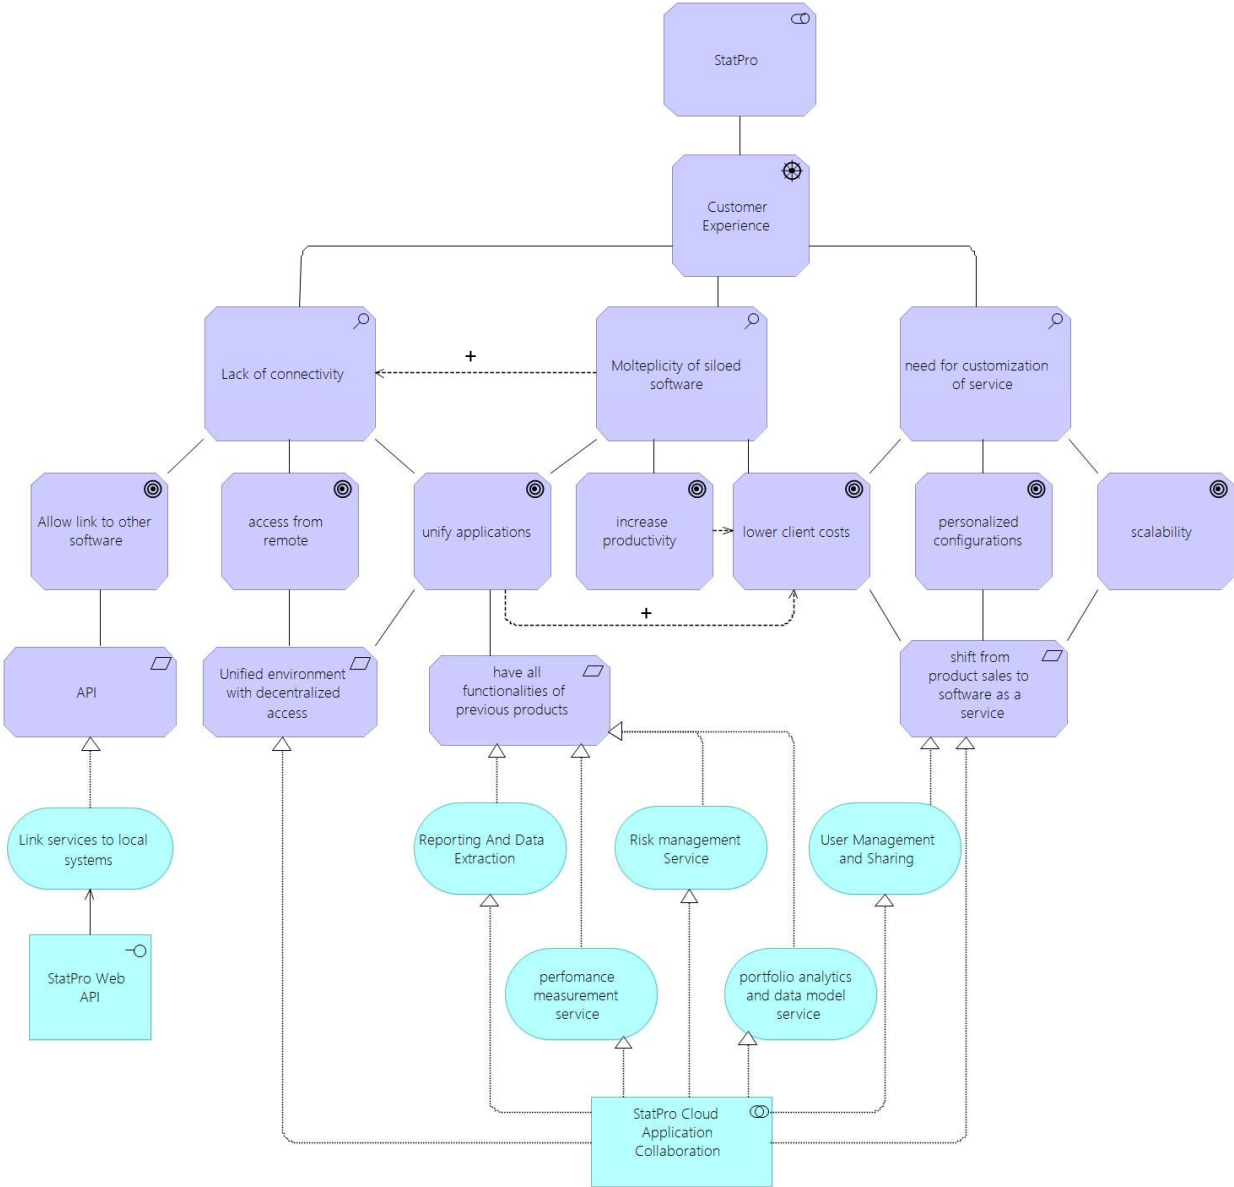 StatPro
Customer
Experience
Lack of connectivity
+
Molteplicity of siloed
software
need for customization
of service
Allow link to other
software
access from
remote
unify applications
increase
productivity
lower client costs
personalized
configurations
scalability
+
API
Unified environment
with decentralized
access
have all
functionalities of
previous products
shift from
product sales to
software as a
service
Link services to local
systems
Reporting And Data
Extraction
Risk management
Service
User Management
and Sharing
StatPro Web
API
perfomance
measurement
service
portfolio analytics
and data model
service
StatPro Cloud
Application
Collaboration